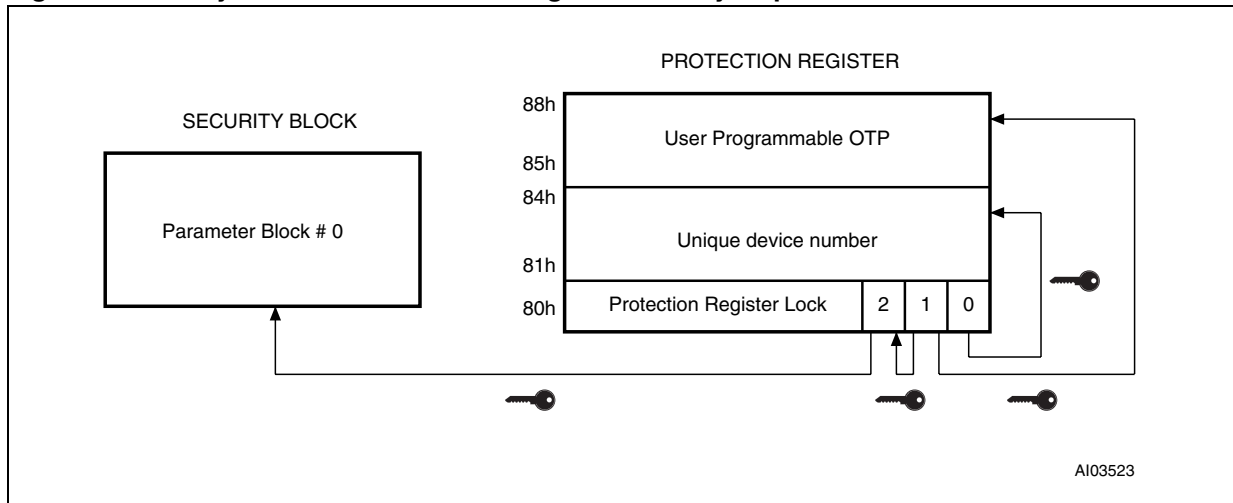 PROTECTION REGISTER
SECURITY BLOCK
88h
User Programmable OTP
85h
84h
Parameter Block # 0
Unique device number
81h
80h
Protection Register Lock
2
1
0
AI03523